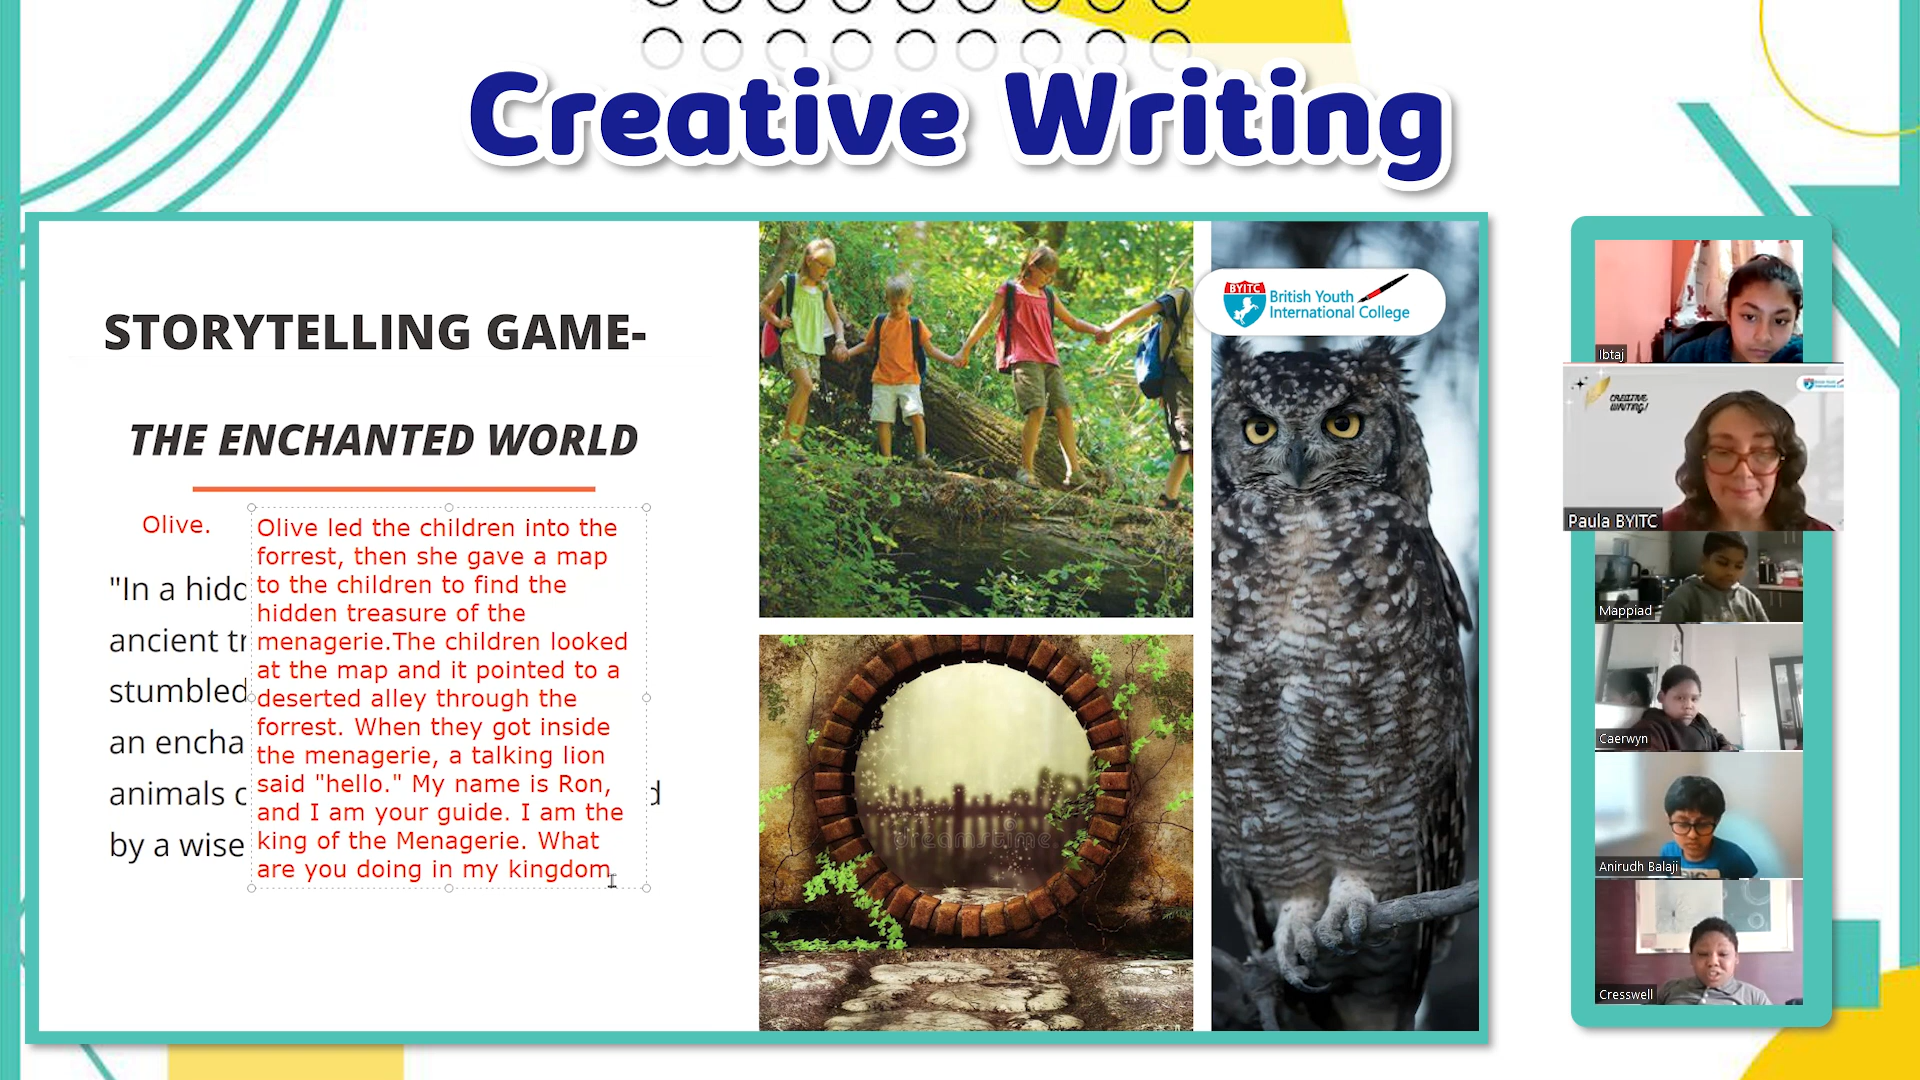 Creative Writing
STORYTELLING GAME-
THE ENCHANTED WORLD
Olive.
Olive led the children into the
forrest, then she gave a map
to the children to find the
hidden treasure of the
menagerie.The children looked
at the map and it pointed to a
deserted alley through the
forrest. When they got inside
the menagerie, a talking lion
said "hello." My name is Ron,
and I am your guide. I am the
king of the Menagerie. What
are you doing in my kingdom
"In a hidd
ancient tr
stumbled
an encha
animals c d
by a wise
dreamstime
BYITC
British Youth
International College
Ibtaj
CREATIVE
WRITING!
Paula BYITC
Mappiad
Caerwyn
Anirudh Balaji
Cresswell